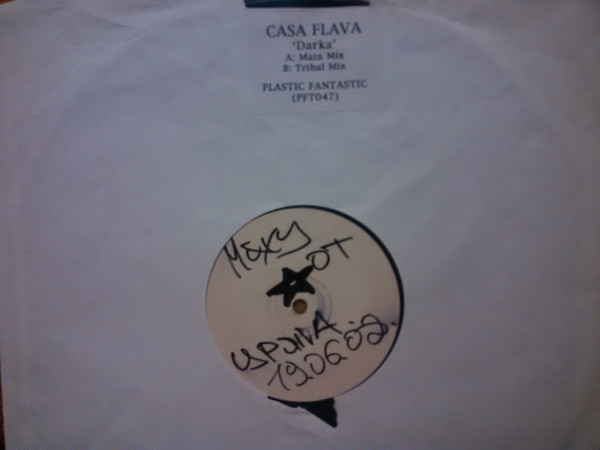 CASA FLAVA
'Darka'
A: Main Mix
B: Tribal Mix
PLASTIC FANTASTIC
(PFT047)
от
19.06.02.